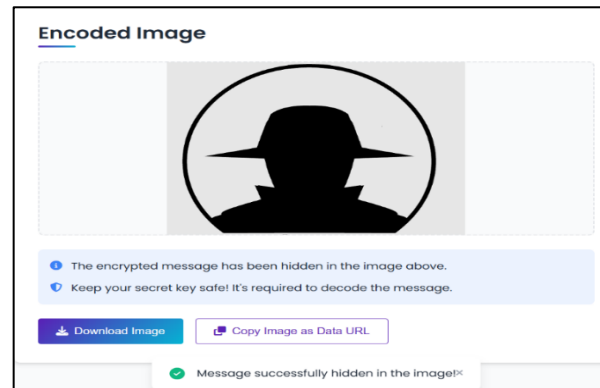 Encoded Image
The encrypted message has been hidden in the image above.
Keep your secret key safe! It's required to decode the message.
Download Image
Copy Image as Data URL
Message successfully hidden in the image!×